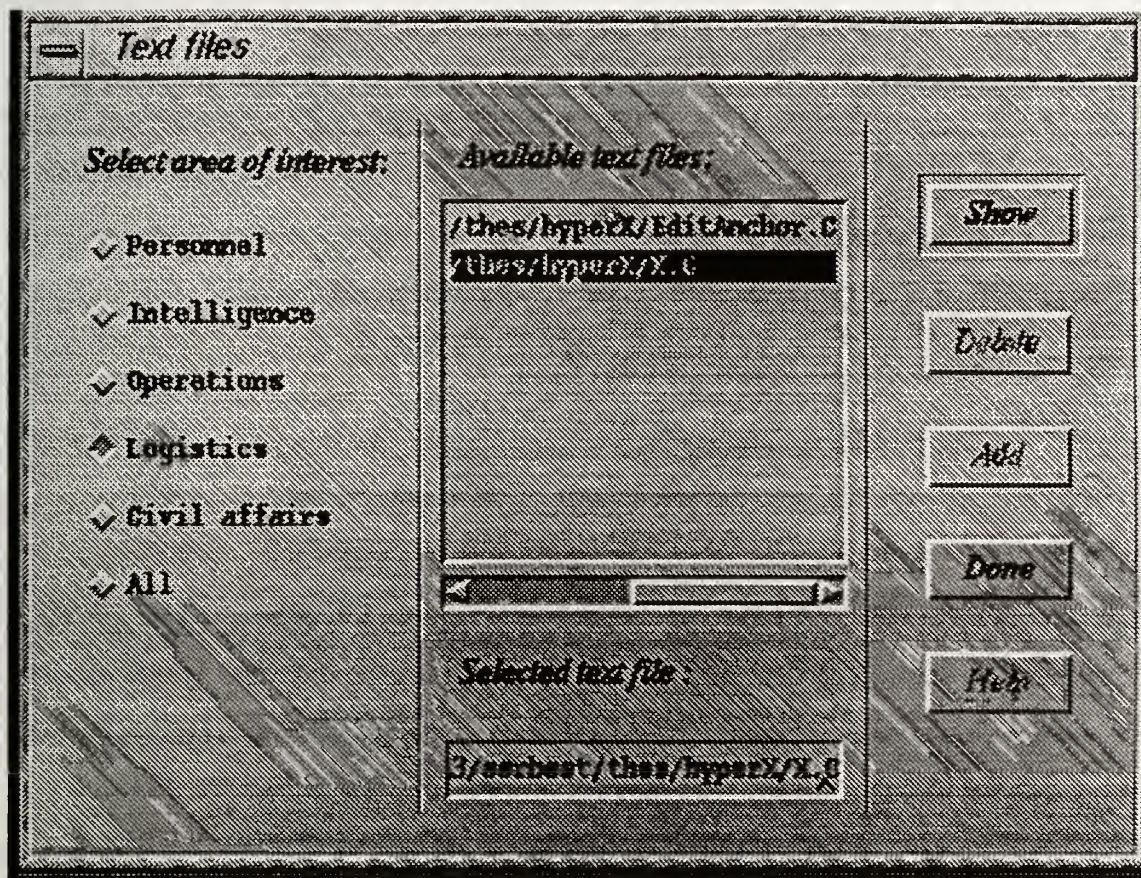 Text files
Select area of interest:
Personnel
Intelligence
Operations
Logistics
Civil affairs
All
Available text files:
/thes/hyperX/EditAnchor.C
/thes/hyperX/X.C
Selected text file :
3/serbest/thes/hyperX/X.C
Show
Delete
Add
Done
Help